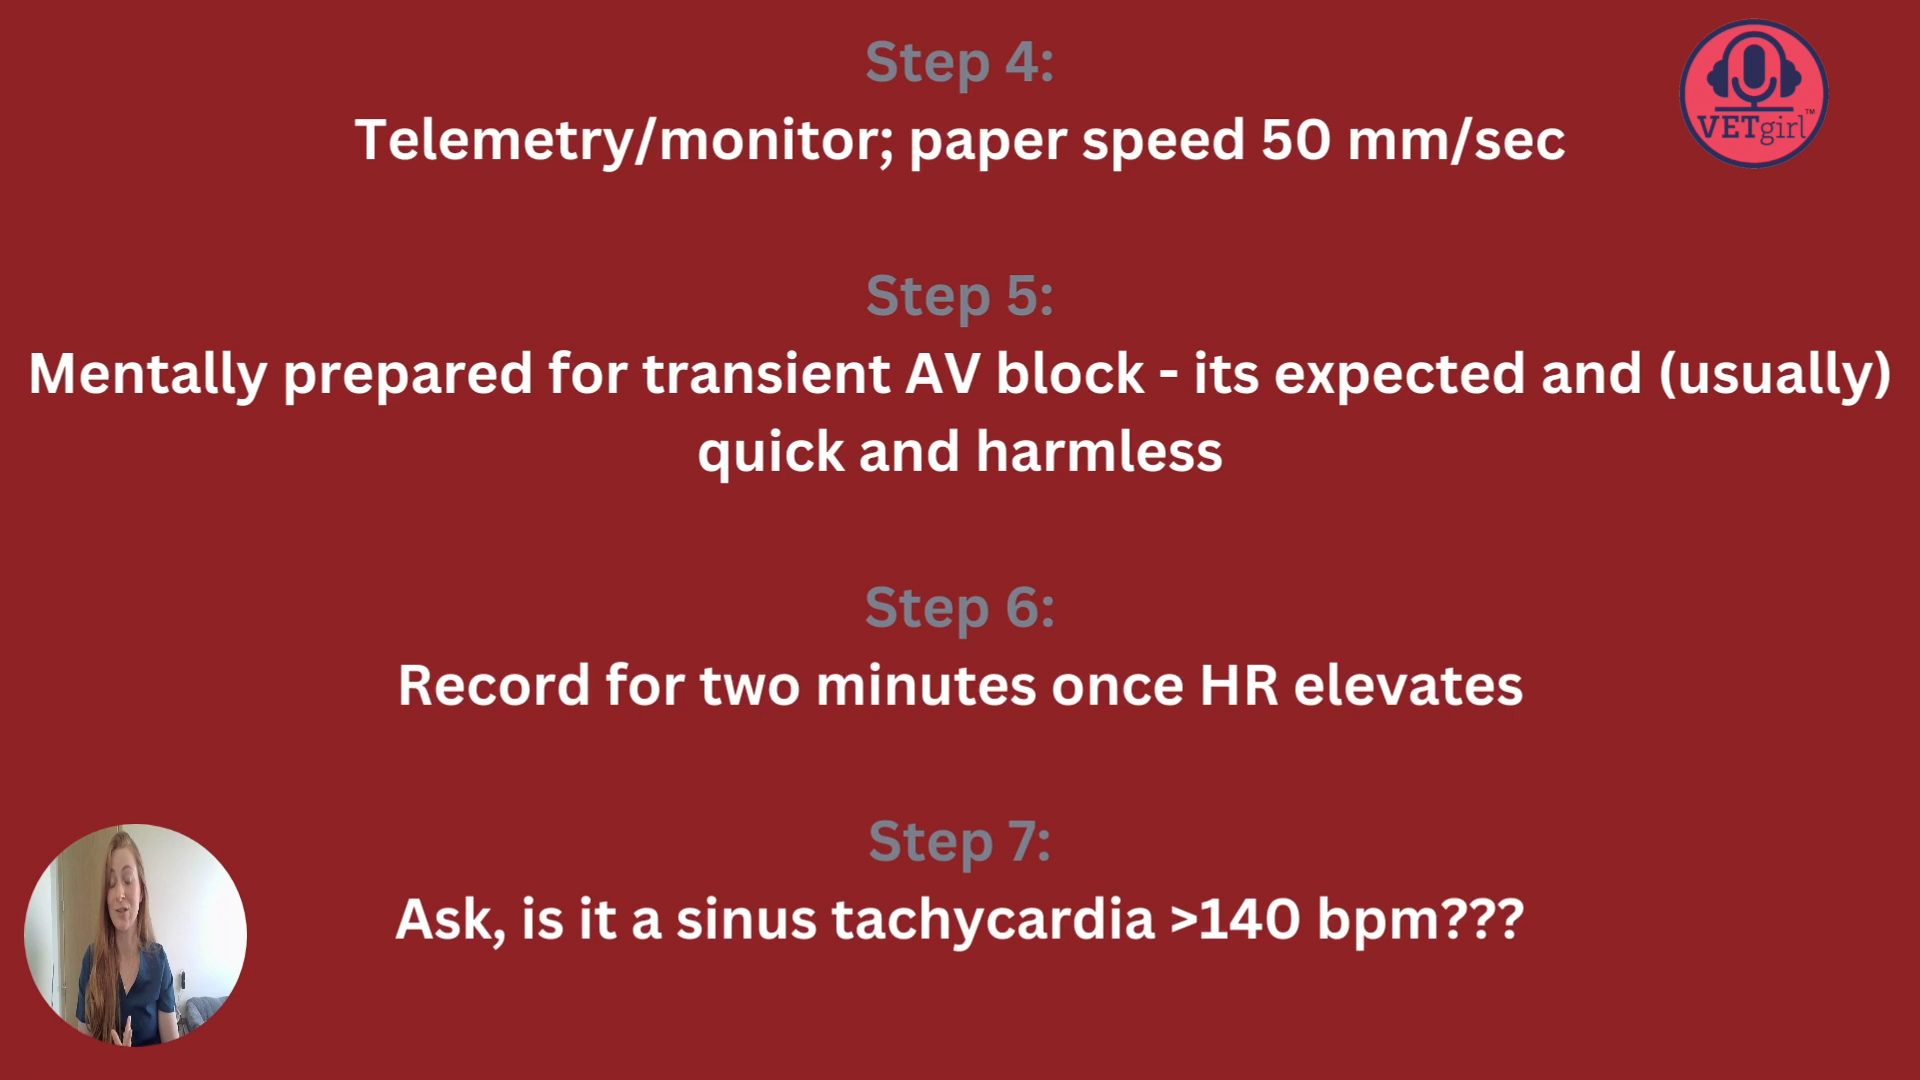 Step 4:
Telemetry/monitor; paper speed 50 mm/sec
VETgirl™
Step 5:
Mentally prepared for transient AV block - its expected and (usually)
quick and harmless
Step 6:
Record for two minutes once HR elevates
Step 7:
Ask, is it a sinus tachycardia >140 bpm???